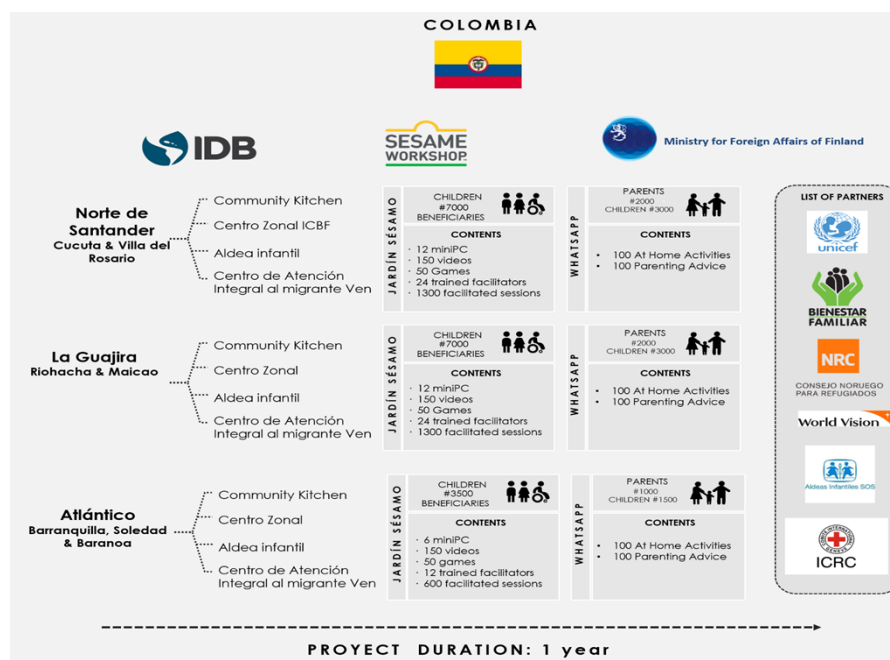 COLOMBIA
IDB
SESAME
WORKSHOP
Ministry for Foreign Affairs of Finland
Norte de
Santander
Cucuta & Villa del
Rosario
Community Kitchen
Centro Zonal ICBF
Aldea infantil
Centro de Atención
Integral al migrante Ven
JARDÍN SÉSAMO
CHILDREN
#7000
BENEFICIARIES
CONTENTS
· 12 miniPC
· 150 videos
· 50 Games
· 24 trained facilitators
· 1300 facilitated sessions
WHATSAPP
PARENTS
#2000
CHILDREN #3000
CONTENTS
• 100 At Home Activities
• 100 Parenting Advice
La Guajira
Riohacha & Maicao
Community Kitchen
Centro Zonal
Aldea infantil
Centro de Atención
Integral al migrante Ven
JARDÍN SÉSAMO
CHILDREN
#7000
BENEFICIARIES
CONTENTS
· 12 miniPC
· 150 videos
· 50 Games
· 24 trained facilitators
· 1300 facilitated sessions
WHATSAPP
PARENTS
#2000
CHILDREN #3000
CONTENTS
• 100 At Home Activities
• 100 Parenting Advice
Atlántico
Barranquilla, Soledad
& Baranoa
Community Kitchen
Centro Zonal
Aldea infantil
Centro de Atención
Integral al migrante Ven
JARDÍN SÉSAMO
CHILDREN
#3500
BENEFICIARIES
CONTENTS
· 6 miniPC
· 150 videos
· 50 games
· 12 trained facilitators
· 600 facilitated sessions
WHATSAPP
PARENTS
#1000
CHILDREN #1500
CONTENTS
• 100 At Home Activities
• 100 Parenting Advice
LIST OF PARTNERS
unicef
BIENESTAR
FAMILIAR
NRC
CONSEJO NORUEGO
PARA REFUGIADOS
World Vision
Aldeas Infantiles SOS
ICRC
PROYECT DURATION: 1 year